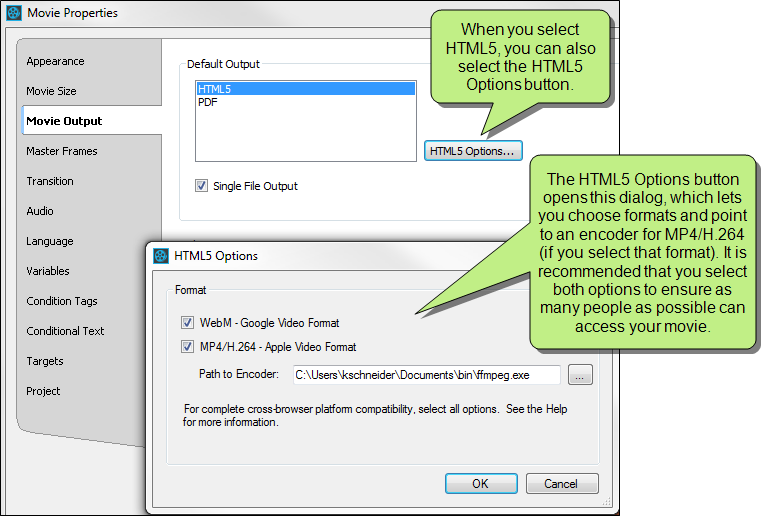 Movie Properties
When you select
HTML5, you can also
select the HTML5
Options button.
Appearance
Movie Size
Movie Output
Master Frames
Transition
Audio
Language
Variables
Condition Tags
Conditional Text
Targets
Project
Default Output
HTML5
PDF
HTML5 Options...
Single File Output
The HTML5 Options button
opens this dialog, which lets
you choose formats and point
to an encoder for MP4/H.264
(if you select that format). It is
recommended that you select
both options to ensure as
many people as possible can
access your movie.
HTML5 Options
Format
WebM - Google Video Format
MP4/H.264 - Apple Video Format
Path to Encoder: C:\Users\kschneider\Documents\bin\ffmpeg.exe ...
For complete cross-browser platform compatibility, select all options. See the Help
for more information.
OK Cancel